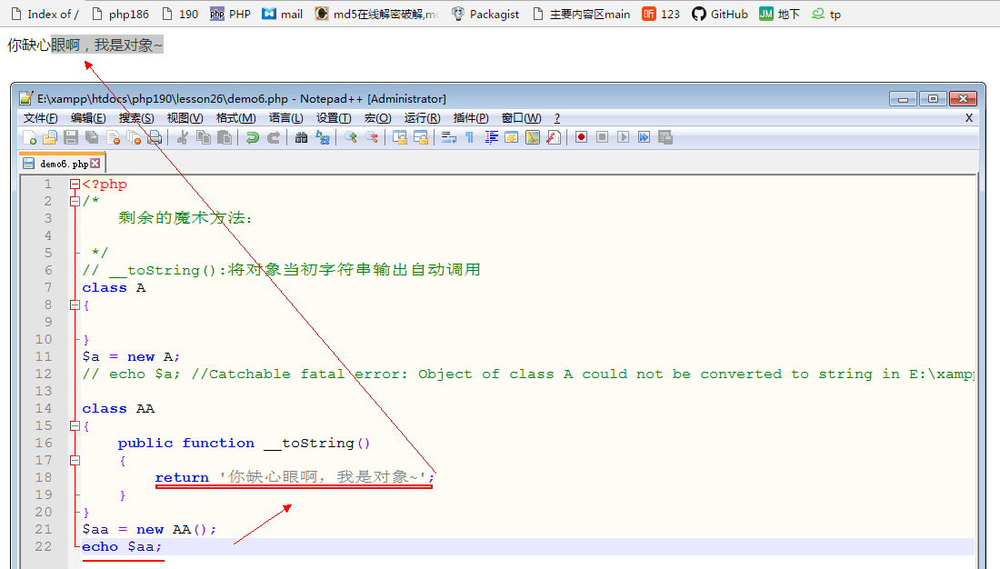 Index of / php186 190 php PHP mail md5在线解密破解,md Packagist 主要内容区main 听 123 GitHub JM 地下 tp
你缺心眼啊，我是对象~
E:\xampp\htdocs\php190\lesson26\demo6.php - Notepad++ [Administrator]
文件(F) 编辑(E) 搜索(S) 视图(V) 格式(M) 语言(L) 设置(T) 宏(O) 运行(R) 插件(P) 窗口(W) ? X
demo6.php
1 <?php
2 /*
3 剩余的魔术方法：
4
5 */
6 // __toString():将对象当初字符串输出自动调用
7 class A
8 {
9
10 }
11 $a = new A;
12 // echo $a; //Catchable fatal error: Object of class A could not be converted to string in E:\xampp
13
14 class AA
15 {
16 public function __toString()
17 {
18 return '你缺心眼啊，我是对象~';
19 }
20 }
21 $aa = new AA();
22 echo $aa;